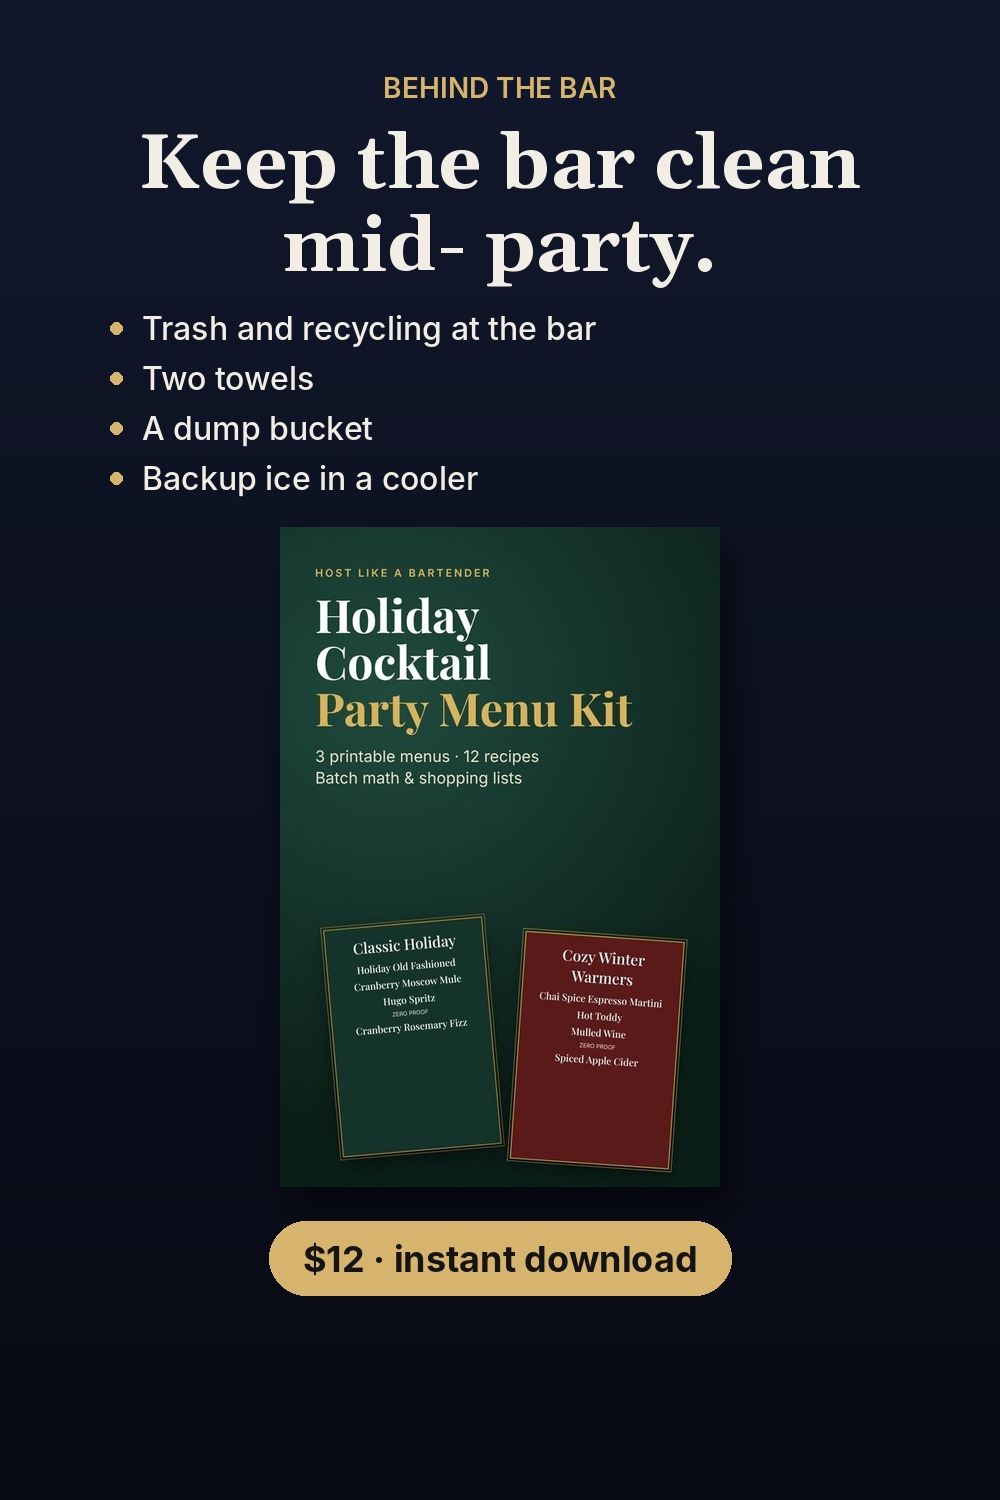 BEHIND THE BAR
Keep the bar clean
mid- party.
Trash and recycling at the bar
Two towels
A dump bucket
Backup ice in a cooler
HOST LIKE A BARTENDER
Holiday
Cocktail
Party Menu Kit
3 printable menus · 12 recipes
Batch math & shopping lists
Classic Holiday
Holiday Old Fashioned
Cranberry Moscow Mule
Hugo Spritz
ZERO PROOF
Cranberry Rosemary Fizz
Cozy Winter
Warmers
Chai Spice Espresso Martini
Hot Toddy
Mulled Wine
ZERO PROOF
Spiced Apple Cider
$12 · instant download